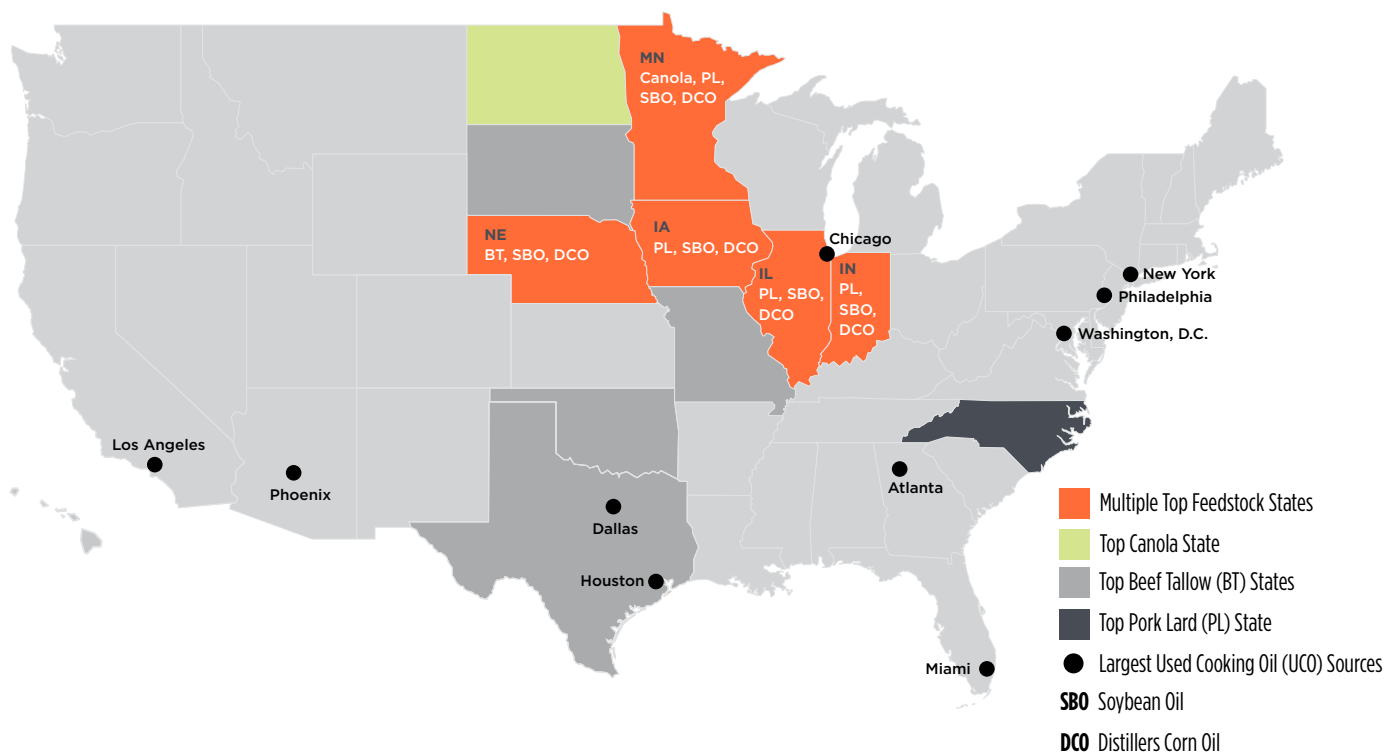 MN
Canola, PL,
SBO, DCO
NE
BT, SBO, DCO
IA
PL, SBO, DCO
Chicago
IL
PL, SBO,
DCO
IN
PL,
SBO,
DCO
New York
Philadelphia
Washington, D.C.
Los Angeles
Phoenix
Dallas
Houston
Atlanta
Miami
Multiple Top Feedstock States
Top Canola State
Top Beef Tallow (BT) States
Top Pork Lard (PL) State
Largest Used Cooking Oil (UCO) Sources
SBO Soybean Oil
DCO Distillers Corn Oil